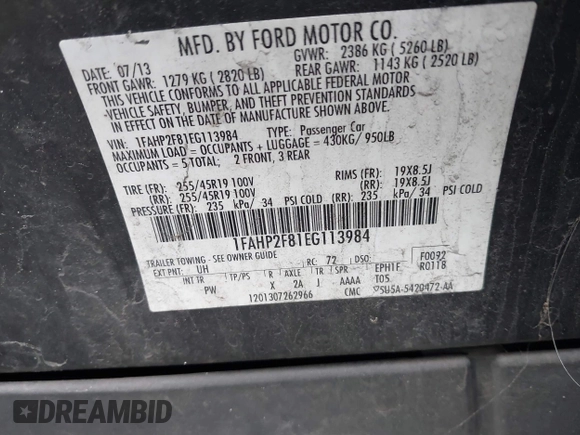 MFD. BY FORD MOTOR CO.
DATE: 07/13 GVWR: 2386 KG ( 5260 LB)
FRONT GAWR: 1279 KG ( 2820 LB) REAR GAWR: 1143 KG ( 2520 LB)
THIS VEHICLE CONFORMS TO ALL APPLICABLE FEDERAL MOTOR
VEHICLE SAFETY, BUMPER, AND THEFT PREVENTION STANDARDS
IN EFFECT ON THE DATE OF MANUFACTURE SHOWN ABOVE.
VIN: 1FAHP2F81EG113984 TYPE: Passenger Car
MAXIMUM LOAD = OCCUPANTS + LUGGAGE = 430KG/ 950LB
OCCUPANTS = 5 TOTAL; 2 FRONT, 3 REAR
TIRE (FR): 255/45R19 100V RIMS (FR): 19X8.5J
(RR): 255/45R19 100V (RR): 19X8.5J
PRESSURE (FR): 235 kPa/ 34 PSI COLD (RR): 235 kPa/ 34 PSI COLD
1FAHP2F81EG113984
TRAILER TOWING - SEE OWNER GUIDE F0092
EXT PNT: UH RC: 72 DSO: R0118
INT TR TP/PS R AXLE TR SPR EPH1F
PW X 2A J AAAA T05
1201307262966 CMC 5U5A-5420472-AA
DREAMBID